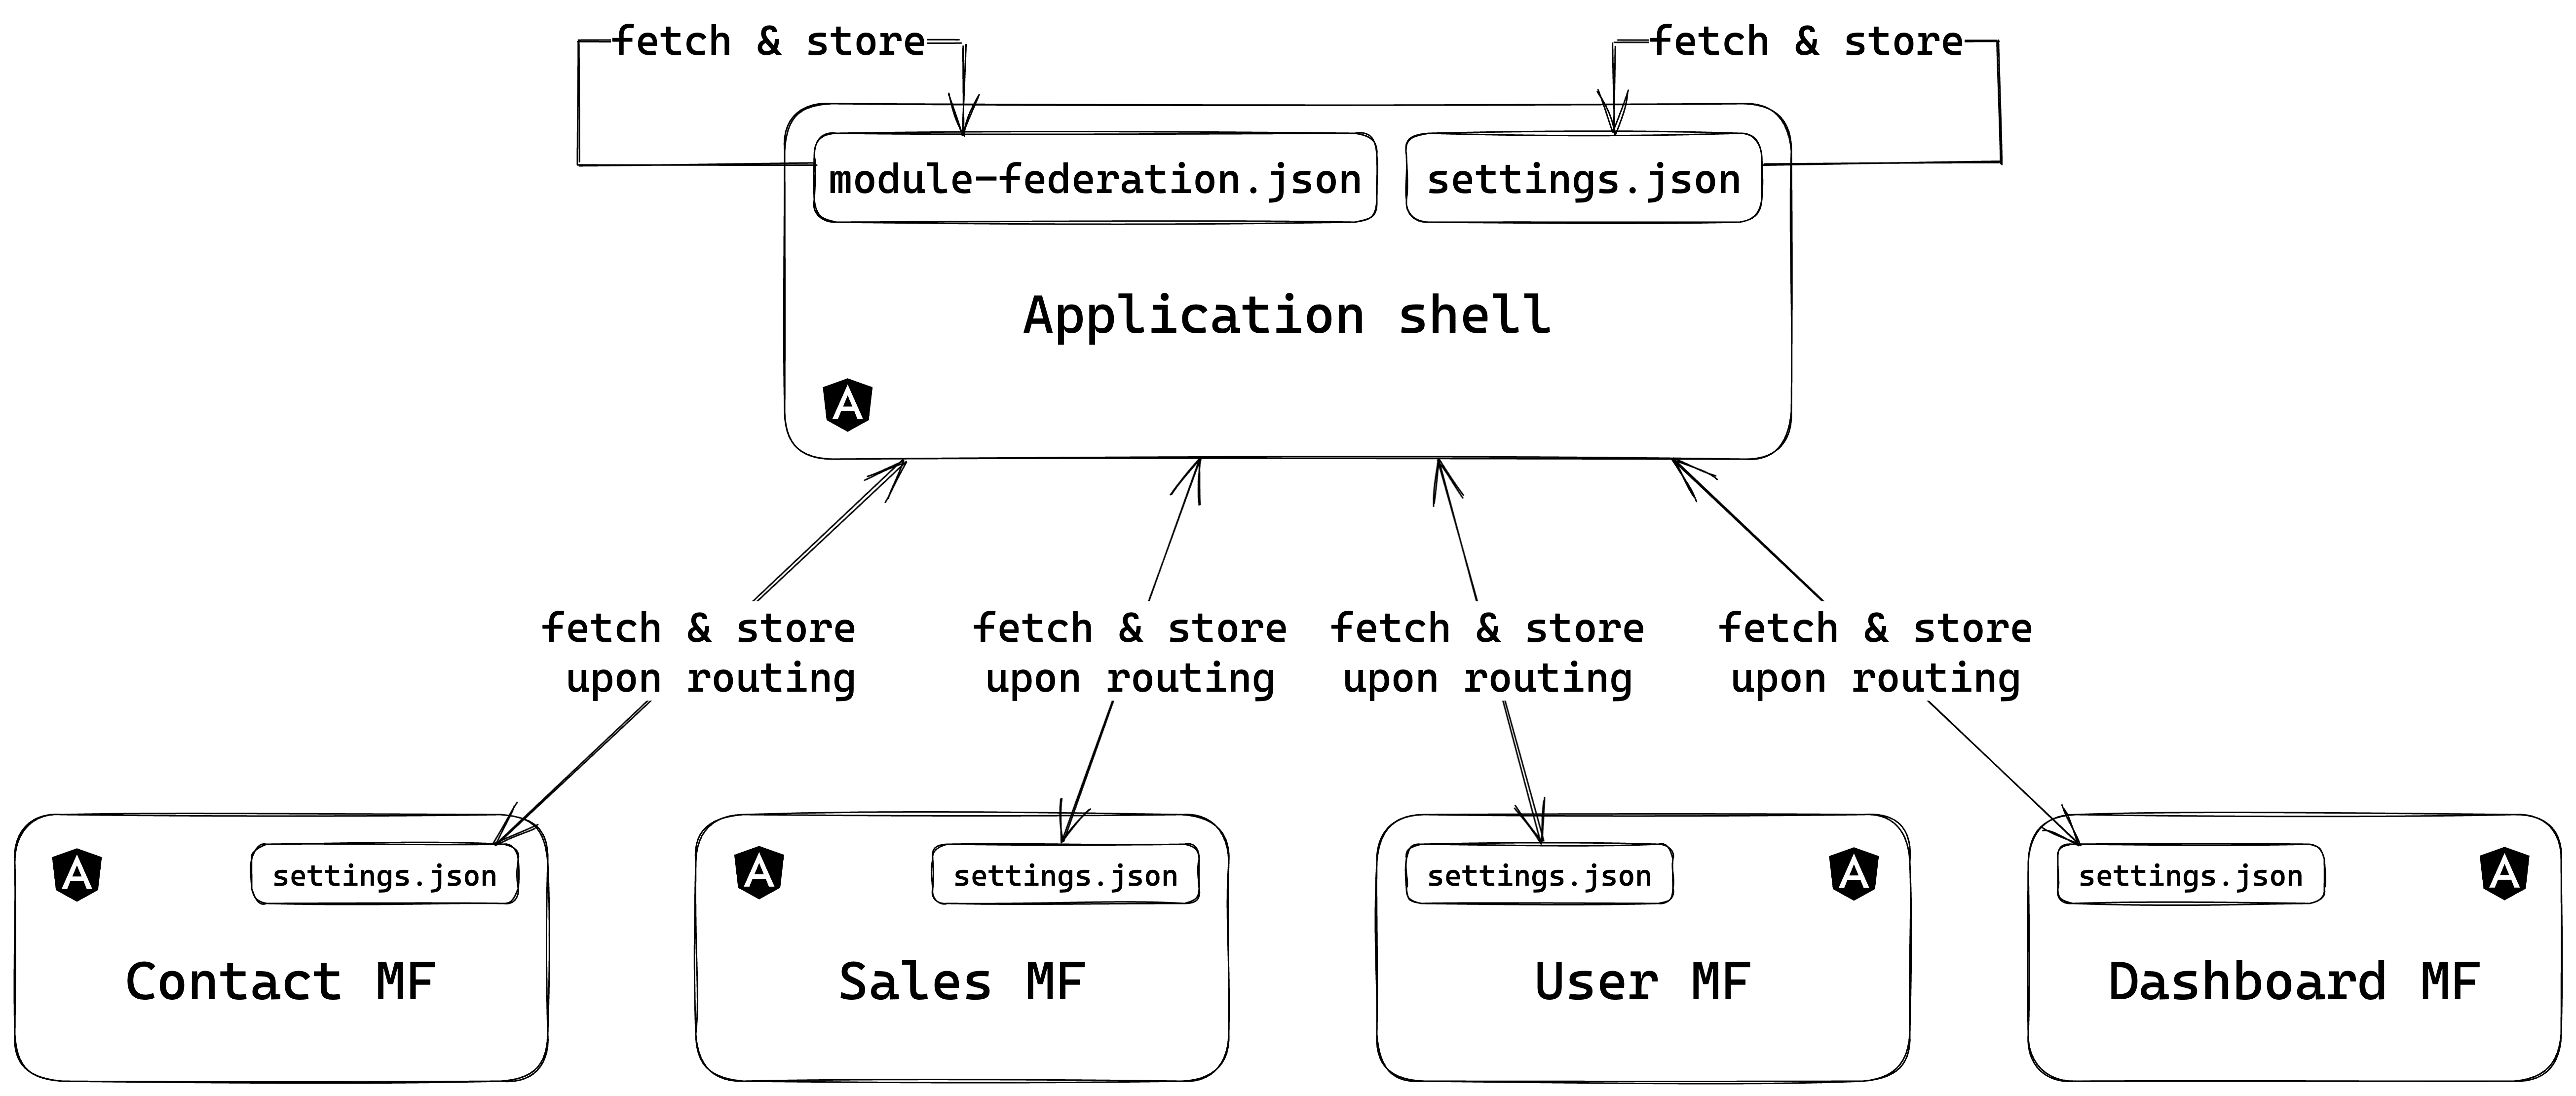 fetch & store
fetch & store
module-federation.json
settings.json
Application shell
fetch & store
upon routing
fetch & store
upon routing
fetch & store
upon routing
fetch & store
upon routing
settings.json
Contact MF
settings.json
Sales MF
settings.json
User MF
settings.json
Dashboard MF